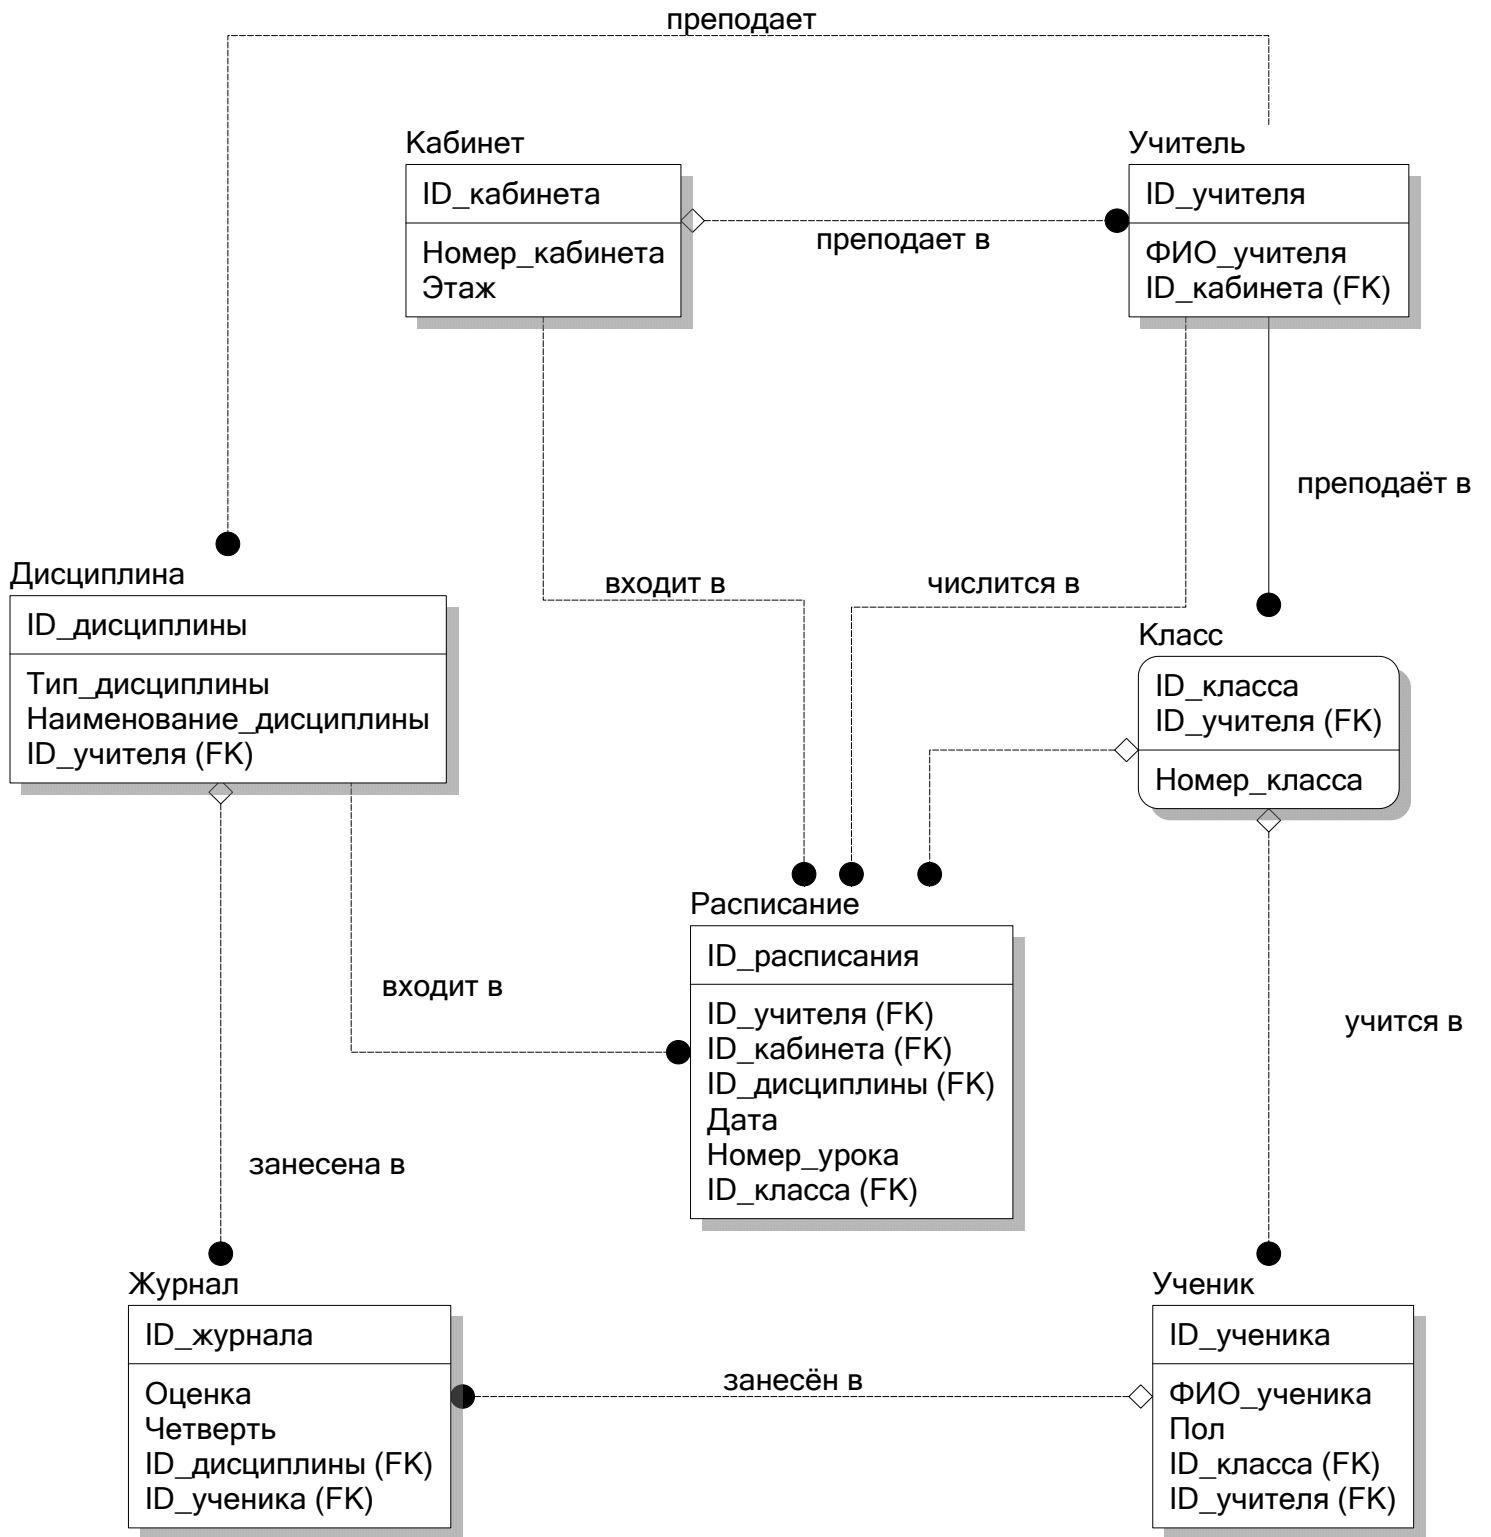 преподает
Кабинет
ID_кабинета
Номер_кабинета
Этаж
преподает в
Учитель
ID_учителя
ФИО_учителя
ID_кабинета (FK)
преподаёт в
входит в
числится в
Дисциплина
ID_дисциплины
Тип_дисциплины
Наименование_дисциплины
ID_учителя (FK)
Класс
ID_класса
ID_учителя (FK)
Номер_класса
Расписание
ID_расписания
ID_учителя (FK)
ID_кабинета (FK)
ID_дисциплины (FK)
Дата
Номер_урока
ID_класса (FK)
входит в
учится в
занесена в
Журнал
ID_журнала
Оценка
Четверть
ID_дисциплины (FK)
ID_ученика (FK)
занесён в
Ученик
ID_ученика
ФИО_ученика
Пол
ID_класса (FK)
ID_учителя (FK)